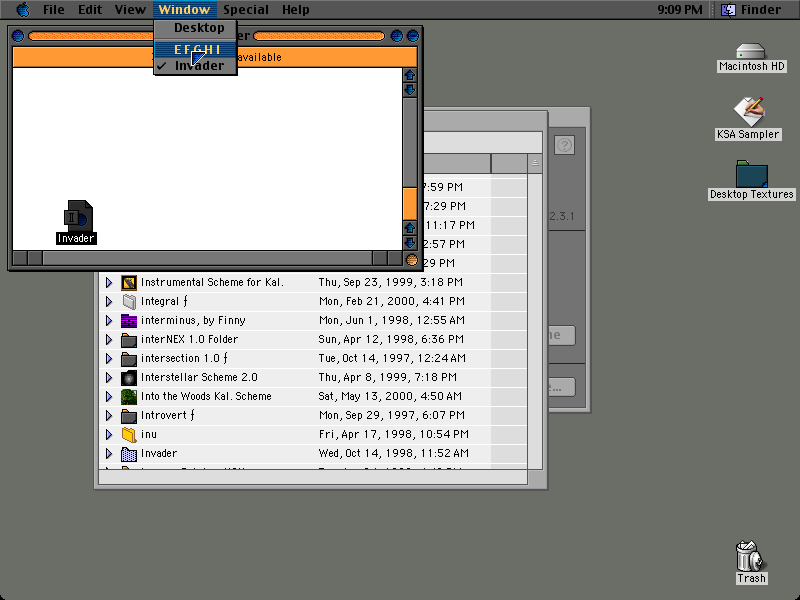 File Edit View Window Special Help 9:09 PM Finder
Desktop
E F G H I
Invader
available
Invader
Macintosh HD
KSA Sampler
Desktop Textures
Trash
7:59 PM
7:29 PM
11:17 PM
2:57 PM
:29 PM
2.3.1
Instrumental Scheme for Kal. Thu, Sep 23, 1999, 3:18 PM
Integral ƒ Mon, Feb 21, 2000, 4:41 PM
interminus, by Finny Mon, Jun 1, 1998, 12:55 AM
interNEX 1.0 Folder Sun, Apr 12, 1998, 6:36 PM
intersection 1.0 ƒ Tue, Oct 14, 1997, 12:24 AM
Interstellar Scheme 2.0 Thu, Apr 8, 1999, 7:18 PM
Into the Woods Kal. Scheme Sat, May 13, 2000, 4:50 AM
Introvert ƒ Mon, Sep 29, 1997, 6:07 PM
inu Fri, Apr 17, 1998, 10:54 PM
Invader Wed, Oct 14, 1998, 11:52 AM